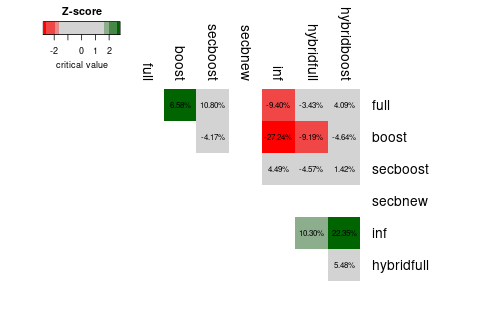 Z-score
-2 0 1 2
critical value
full boost secboost secbnew inf hybridfull hybridboost
6.58% 10.80% -9.40% -3.43% 4.09% full
-4.17% -27.24% -9.19% -4.64% boost
4.49% -4.57% 1.42% secboost
secbnew
10.30% 22.39% inf
5.48% hybridfull